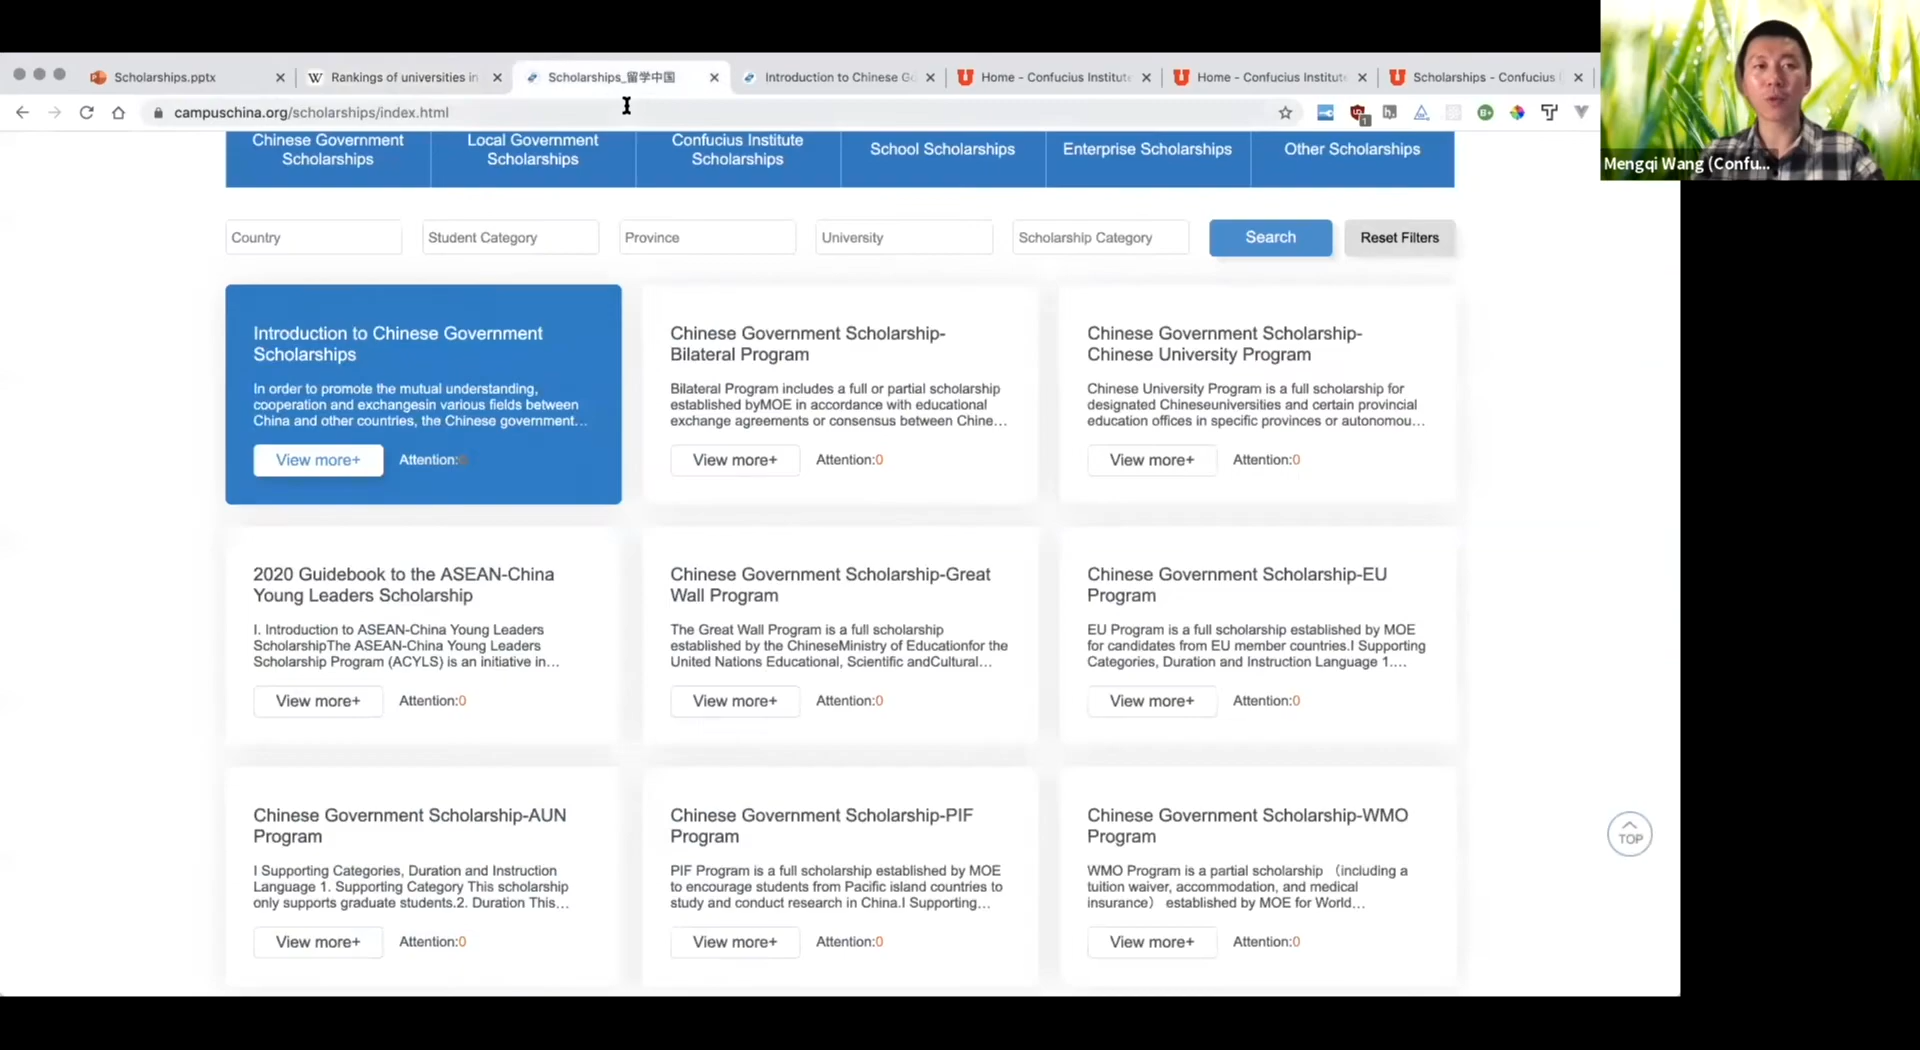 Scholarships.pptx
Rankings of universities in
Scholarships_留学中国
Introduction to Chinese Go
Home - Confucius Institute
Home - Confucius Institute
Scholarships - Confucius
campuschina.org/scholarships/index.html
Mengqi Wang (Confu...
Chinese Government
Scholarships
Local Government
Scholarships
Confucius Institute
Scholarships
School Scholarships
Enterprise Scholarships
Other Scholarships
Country
Student Category
Province
University
Scholarship Category
Search
Reset Filters
Introduction to Chinese Government
Scholarships
In order to promote the mutual understanding,
cooperation and exchangesin various fields between
China and other countries, the Chinese government...
View more+
Attention:
Chinese Government Scholarship-
Bilateral Program
Bilateral Program includes a full or partial scholarship
established byMOE in accordance with educational
exchange agreements or consensus between Chine...
View more+
Attention:0
Chinese Government Scholarship-
Chinese University Program
Chinese University Program is a full scholarship for
designated Chineseuniversities and certain provincial
education offices in specific provinces or autonomou...
View more+
Attention:0
2020 Guidebook to the ASEAN-China
Young Leaders Scholarship
I. Introduction to ASEAN-China Young Leaders
ScholarshipThe ASEAN-China Young Leaders
Scholarship Program (ACYLS) is an initiative in...
View more+
Attention:0
Chinese Government Scholarship-Great
Wall Program
The Great Wall Program is a full scholarship
established by the ChineseMinistry of Educationfor the
United Nations Educational, Scientific andCultural...
View more+
Attention:0
Chinese Government Scholarship-EU
Program
EU Program is a full scholarship established by MOE
for candidates from EU member countries.I Supporting
Categories, Duration and Instruction Language 1....
View more+
Attention:0
Chinese Government Scholarship-AUN
Program
I Supporting Categories, Duration and Instruction
Language 1. Supporting Category This scholarship
only supports graduate students.2. Duration This...
View more+
Attention:0
Chinese Government Scholarship-PIF
Program
PIF Program is a full scholarship established by MOE
to encourage students from Pacific island countries to
study and conduct research in China.I Supporting...
View more+
Attention:0
Chinese Government Scholarship-WMO
Program
WMO Program is a partial scholarship （including a
tuition waiver, accommodation, and medical
insurance） established by MOE for World...
View more+
Attention:0
TOP